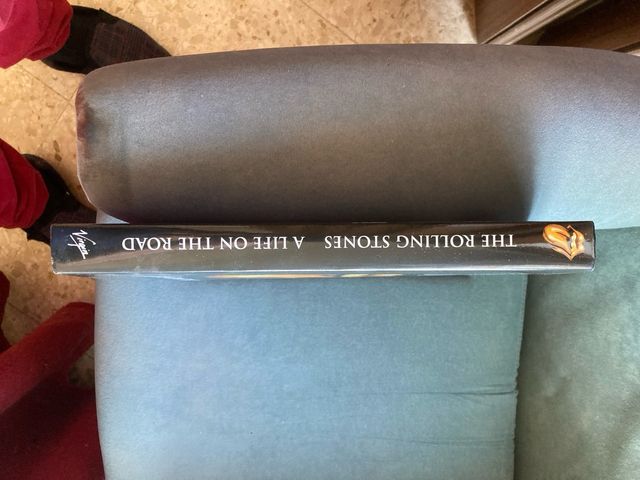 THE ROLLING STONES A LIFE ON THE ROAD Virgin